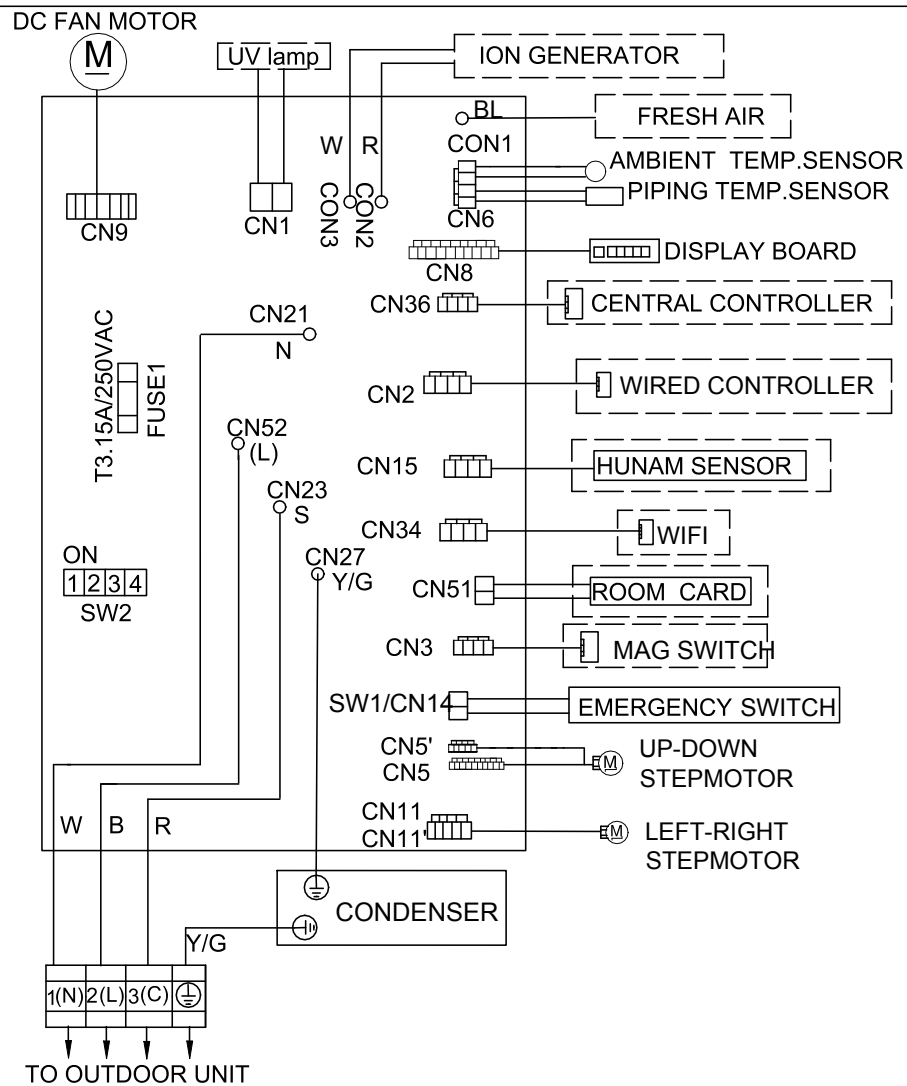 DC FAN MOTOR
M
UV lamp
ION GENERATOR
BL
FRESH AIR
W R
CON1
AMBIENT TEMP.SENSOR
PIPING TEMP.SENSOR
CN9
CN1
CON3
CON2
CN6
DISPLAY BOARD
CN8
CN36
CENTRAL CONTROLLER
CN21
N
T3.15A/250VAC
FUSE1
CN2
WIRED CONTROLLER
CN52
(L)
CN15
HUNAM SENSOR
CN23
S
CN34
WIFI
CN27
Y/G
ON
1 2 3 4
SW2
CN51
ROOM CARD
CN3
MAG SWITCH
SW1/CN14
EMERGENCY SWITCH
CN5'
CN5
M
UP-DOWN
STEPMOTOR
W B R
CN11
CN11'
M
LEFT-RIGHT
STEPMOTOR
CONDENSER
Y/G
1(N) 2(L) 3(C)
TO OUTDOOR UNIT